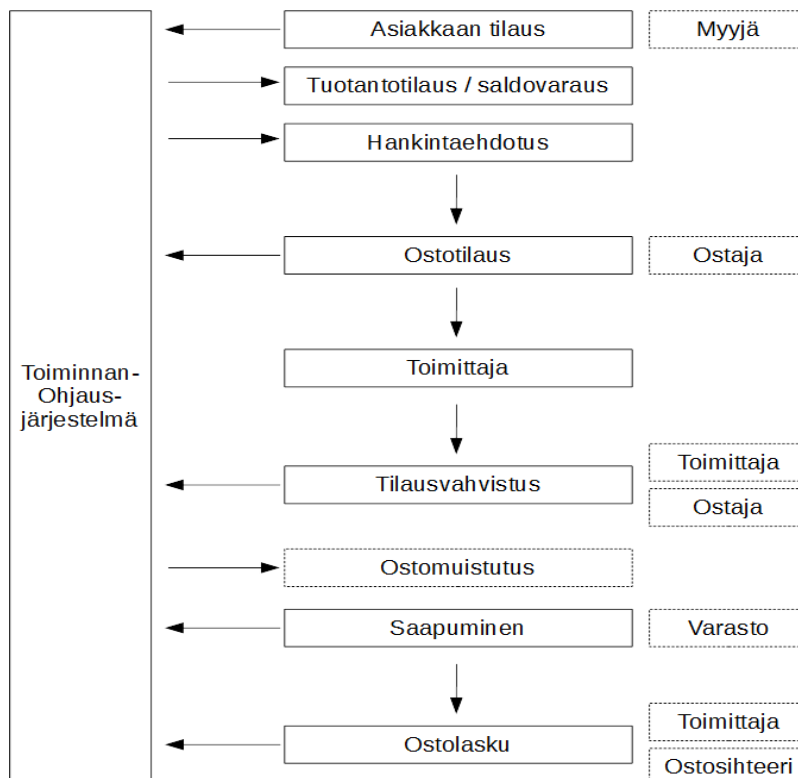 Asiakkaan tilaus
Myyjä
Tuotantotilaus / saldovaraus
Hankintaehdotus
Ostotilaus
Ostaja
Toiminnan-
Ohjaus-
järjestelmä
Toimittaja
Tilausvahvistus
Toimittaja
Ostaja
Ostomuistutus
Saapuminen
Varasto
Ostolasku
Toimittaja
Ostosihteeri